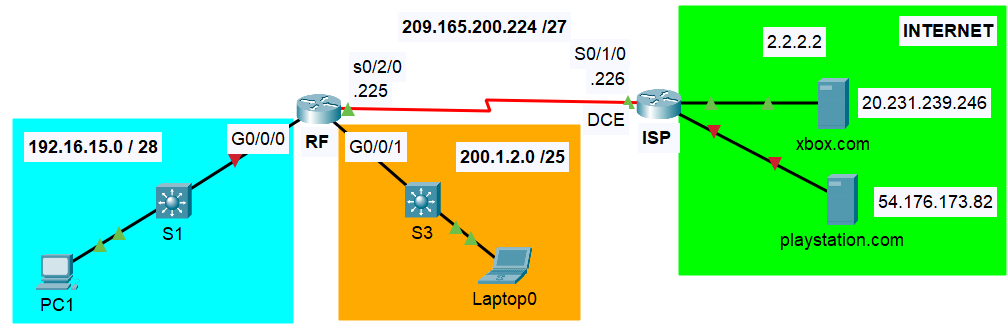 209.165.200.224 /27
INTERNET
2.2.2.2
s0/2/0
.225
S0/1/0
.226
DCE
RF
ISP
20.231.239.246
xbox.com
54.176.173.82
playstation.com
192.16.15.0 / 28
G0/0/0
G0/0/1
200.1.2.0 /25
S1
S3
PC1
Laptop0